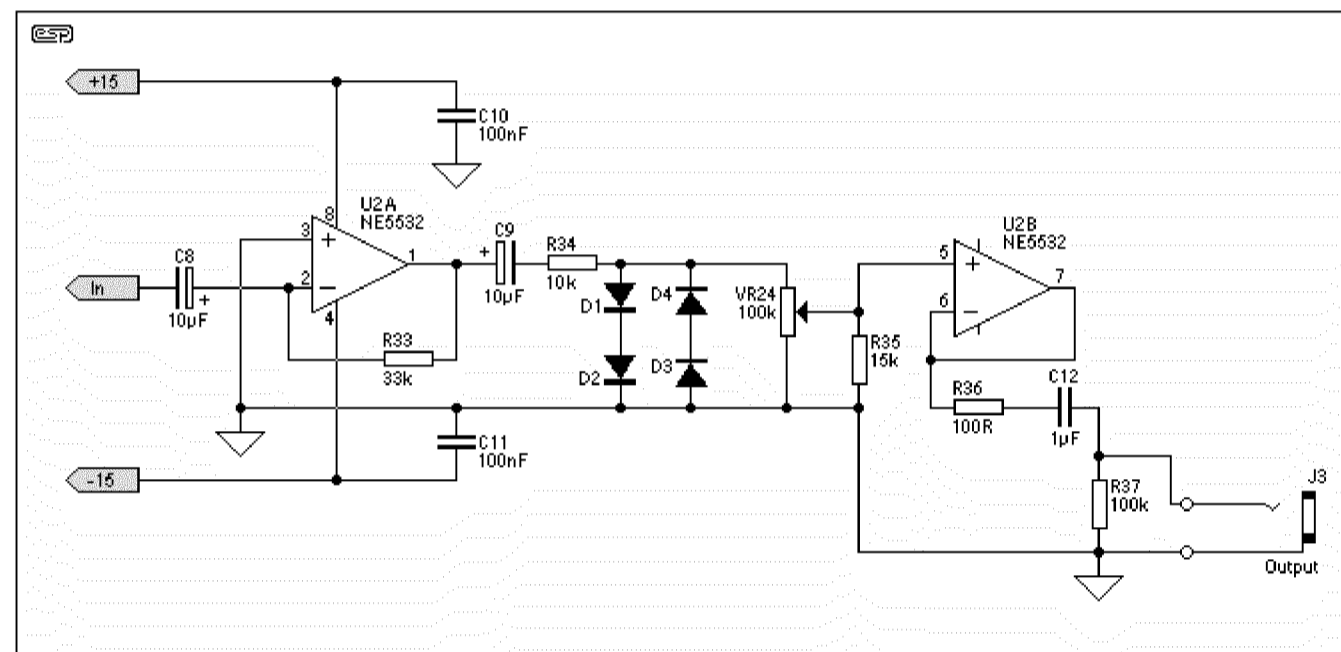 esp
+15
C10
100nF
U2A
NE5532
8
3
+
1
2
−
4
C8
In
+
10µF
R33
33k
C9
+
10µF
R34
10k
D1
D4
D2
D3
VR24
100k
R35
15k
U2B
NE5532
5
+
7
6
−
R36
100R
C12
1µF
C11
100nF
-15
R37
100k
J3
Output